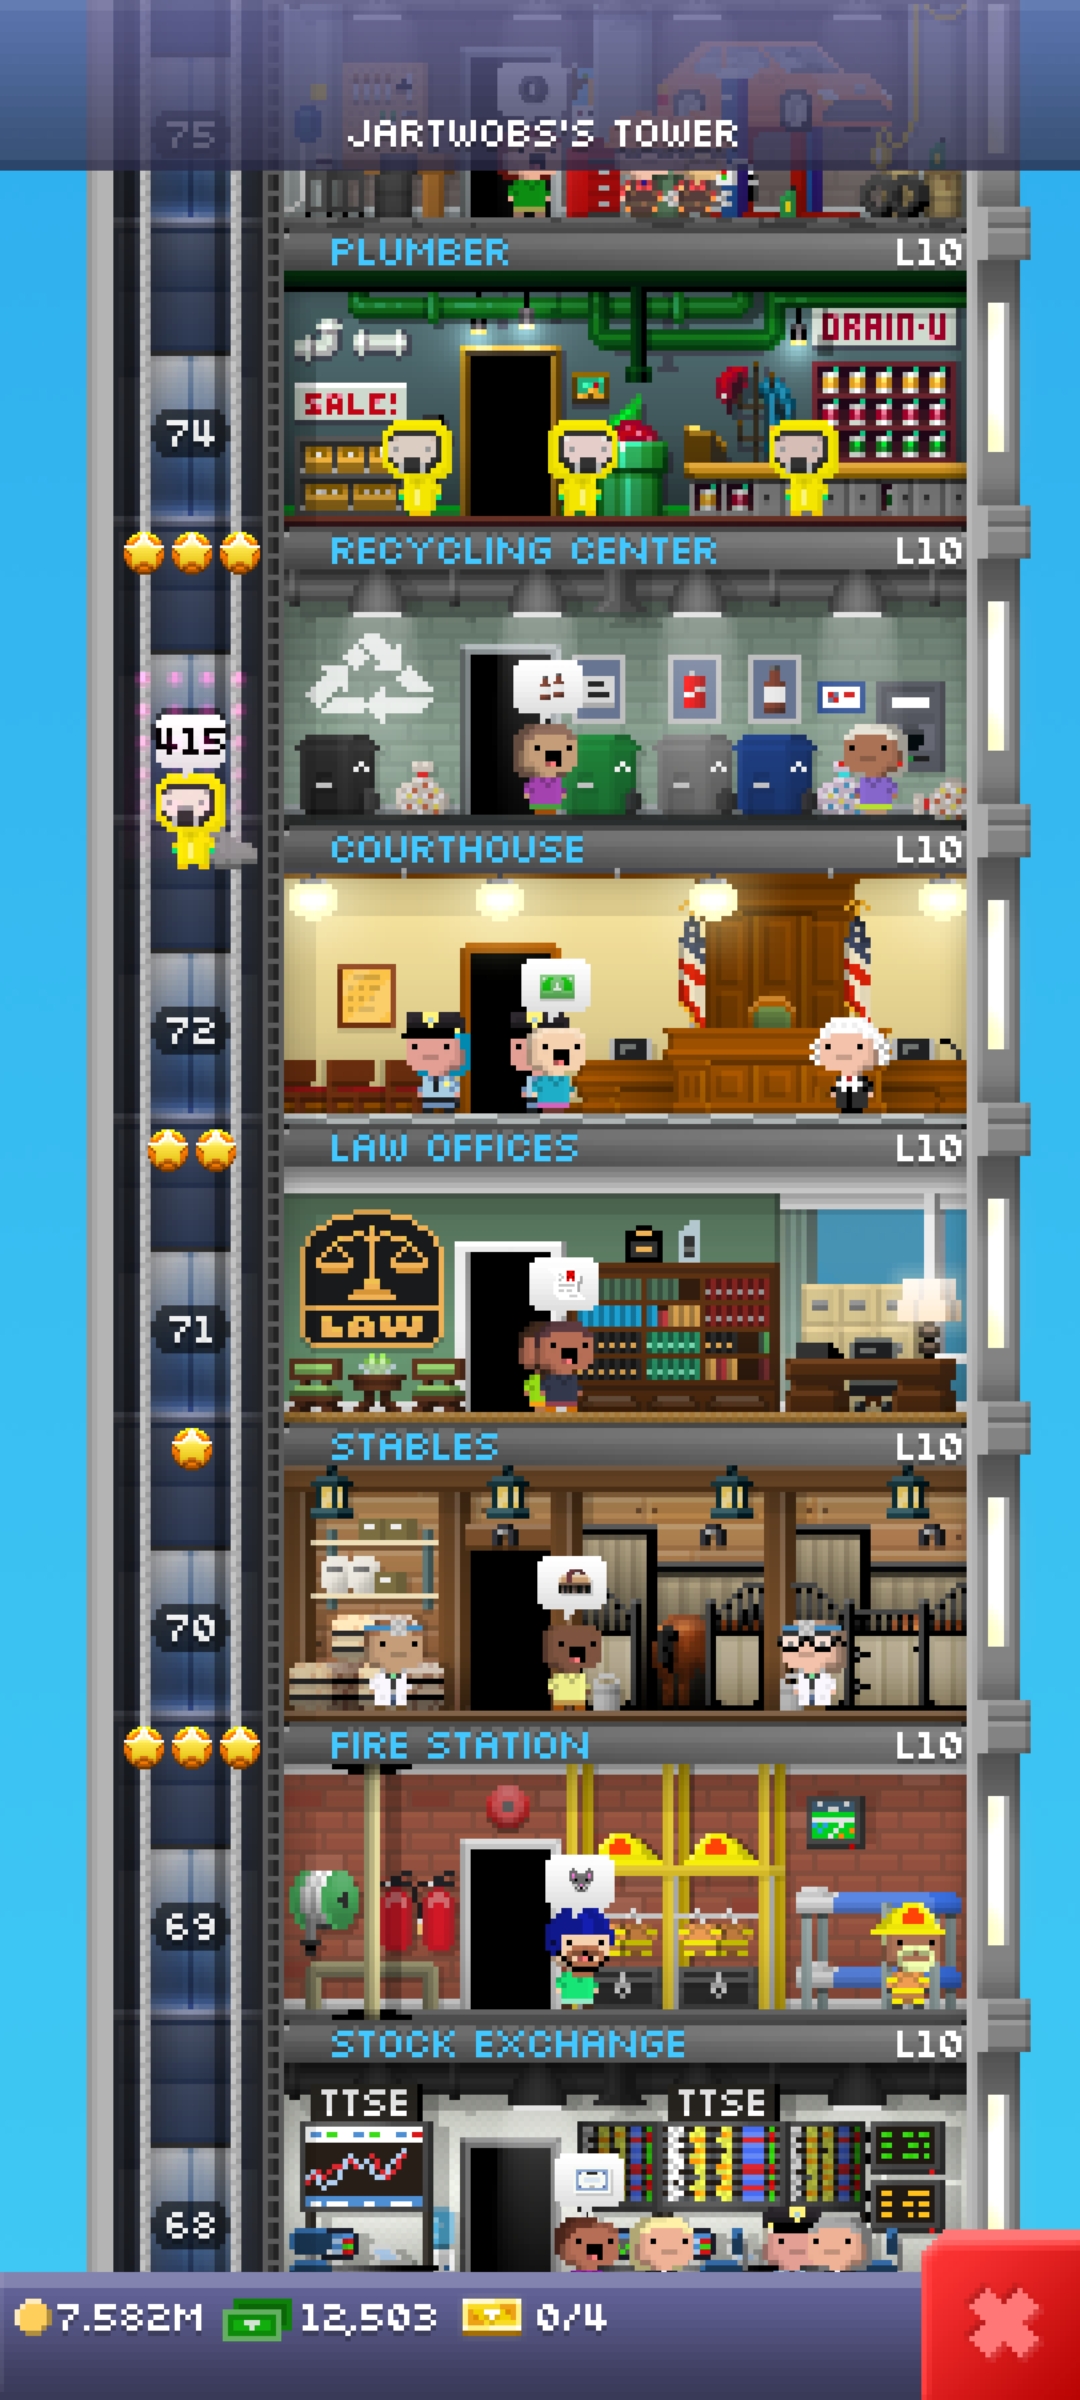 75
JARTWOBS'S TOWER
PLUMBER L10
DRAIN-U
SALE!
74
RECYCLING CENTER L10
415
COURTHOUSE L10
72
LAW OFFICES L10
LAW
71
STABLES L10
70
FIRE STATION L10
69
STOCK EXCHANGE L10
TTSE TTSE
68
7.582M 12,503 0/4